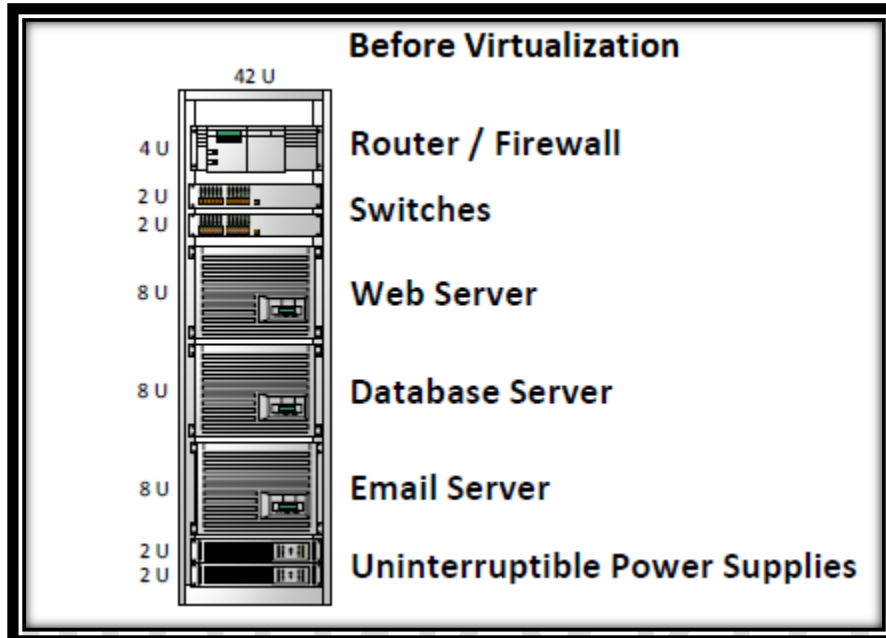 Before Virtualization
42 U
4 U
Router / Firewall
2 U
Switches
2 U
8 U
Web Server
8 U
Database Server
8 U
Email Server
2 U
Uninterruptible Power Supplies
2 U